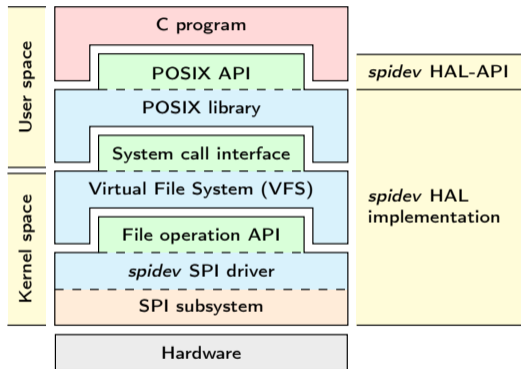 User space
Kernel space
C program
POSIX API
POSIX library
System call interface
Virtual File System (VFS)
File operation API
spidev SPI driver
SPI subsystem
Hardware
spidev HAL-API
spidev HAL
implementation